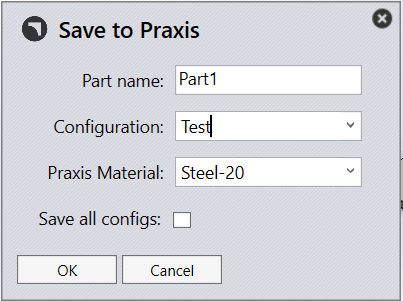 Save to Praxis
Part name: Part1
Configuration: Test
Praxis Material: Steel-20
Save all configs:
OK Cancel